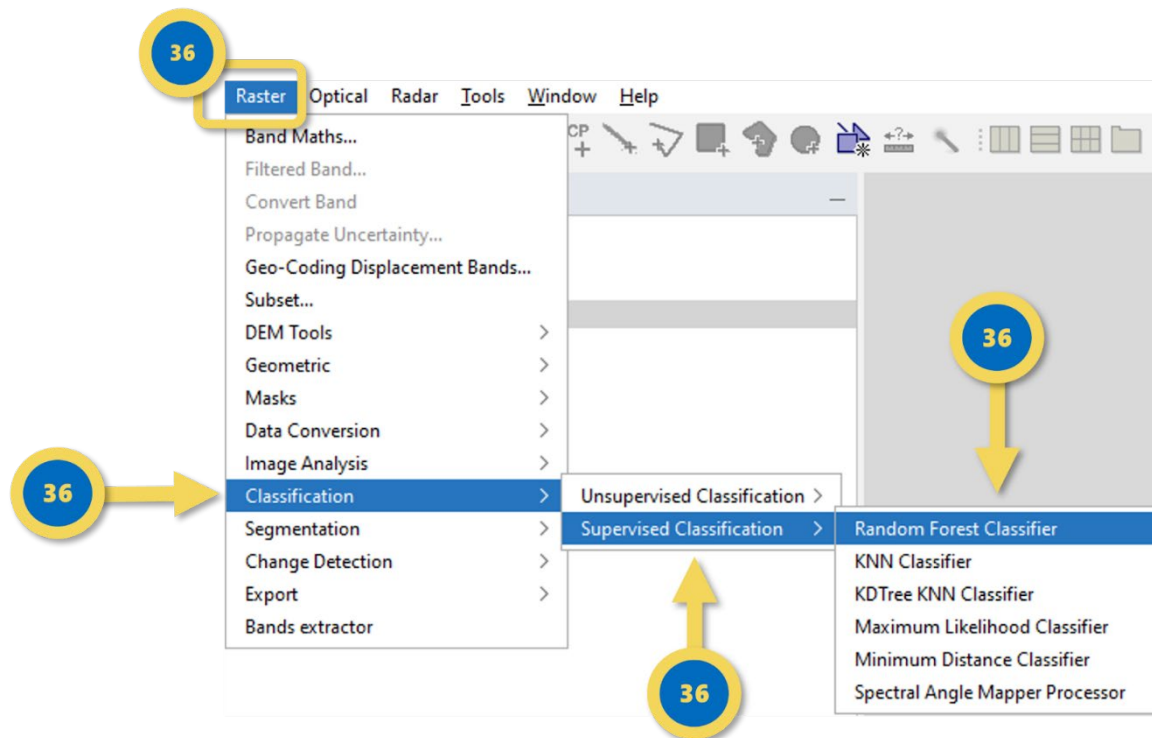 36
Raster Optical Radar Tools Window Help
Band Maths...
CP
Filtered Band...
Convert Band
Propagate Uncertainty...
Geo-Coding Displacement Bands...
Subset...
DEM Tools
36
Geometric
Masks
Data Conversion
Image Analysis
36
Classification
Unsupervised Classification
Segmentation
Supervised Classification
Random Forest Classifier
Change Detection
KNN Classifier
Export
KDTree KNN Classifier
Bands extractor
Maximum Likelihood Classifier
Minimum Distance Classifier
36
Spectral Angle Mapper Processor